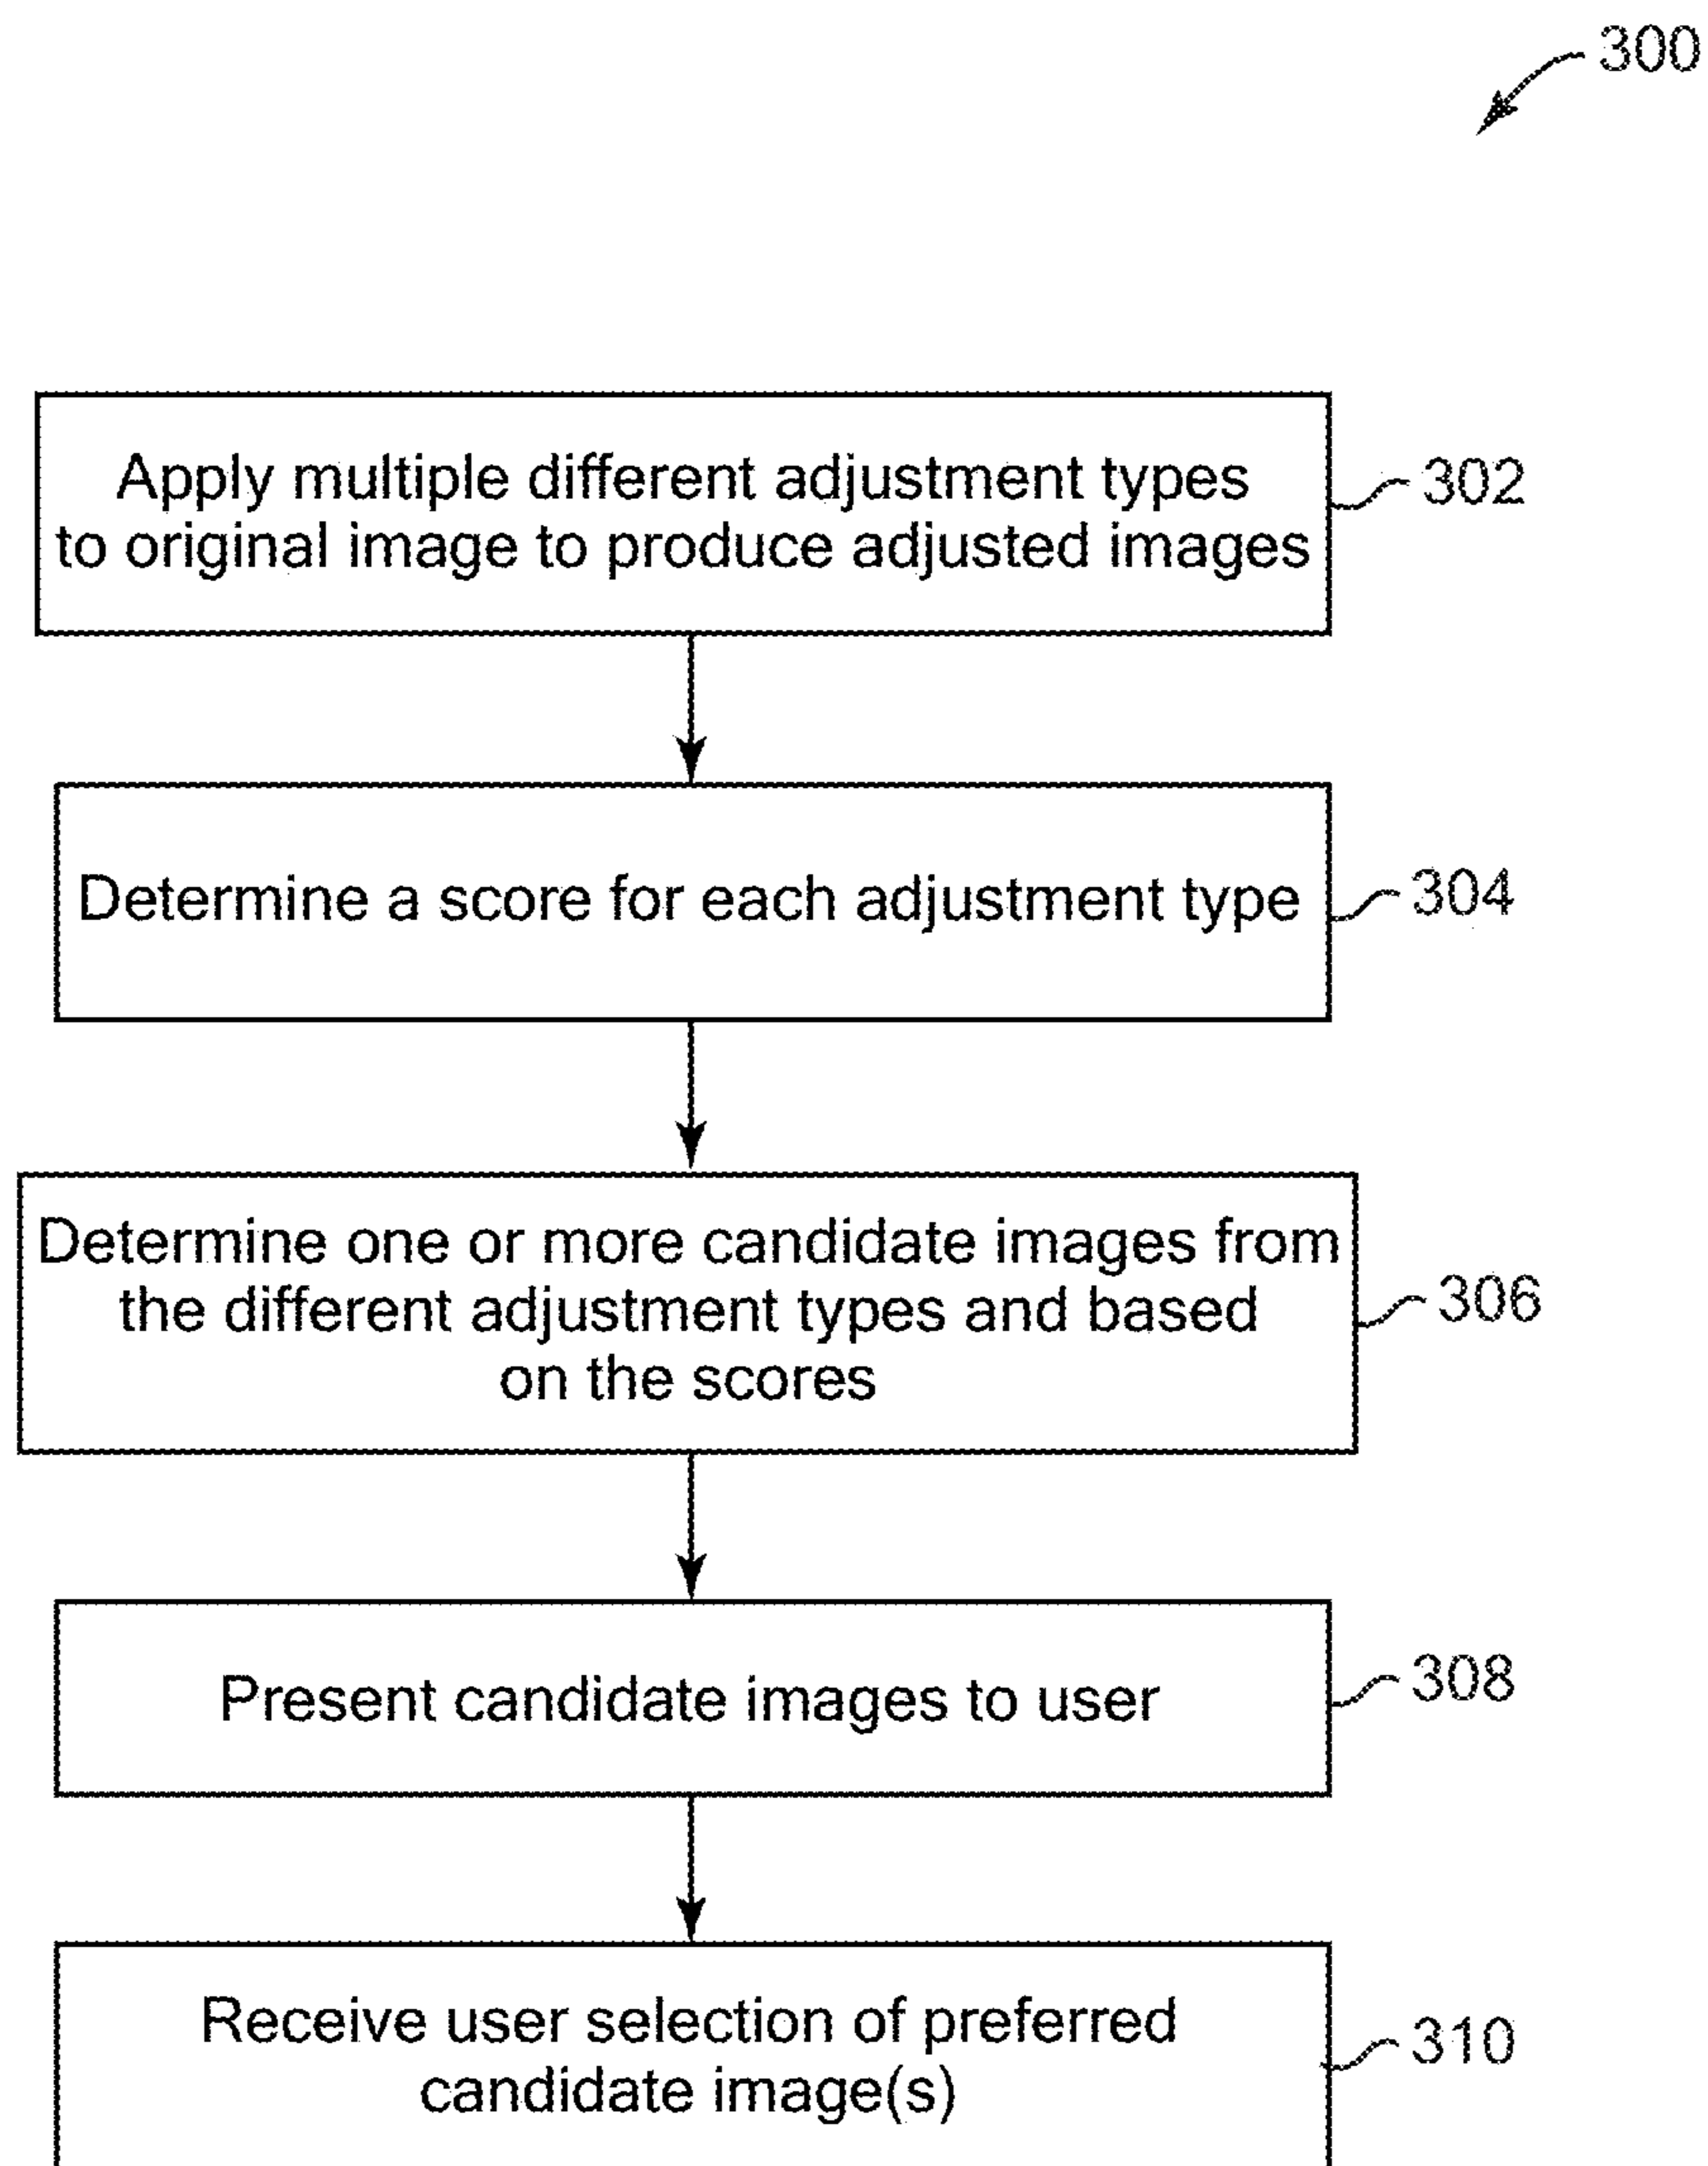 300
Apply multiple different adjustment types
to original image to produce adjusted images
302
Determine a score for each adjustment type
304
Determine one or more candidate images from
the different adjustment types and based
on the scores
306
Present candidate images to user
308
Receive user selection of preferred
candidate image(s)
310